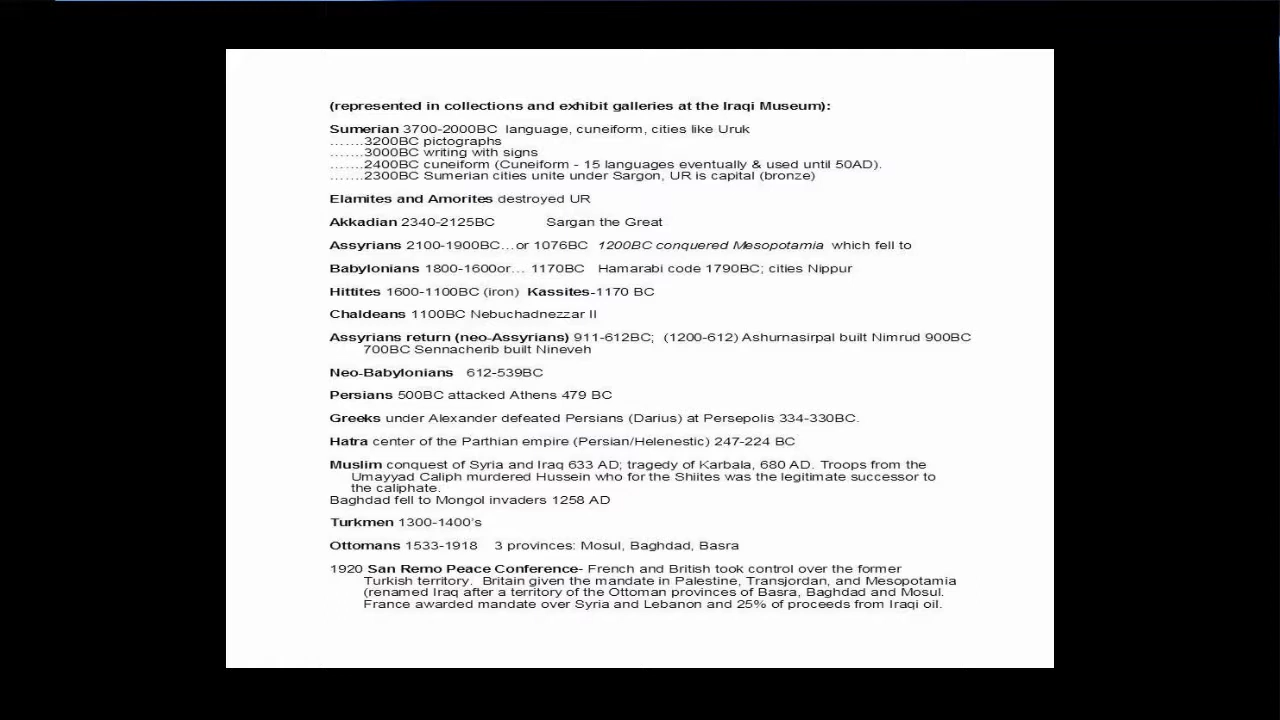 (represented in collections and exhibit galleries at the Iraqi Museum):
Sumerian 3700-2000BC language, cuneiform, cities like Uruk
.......3200BC pictographs
.......3000BC writing with signs
.......2400BC cuneiform (Cuneiform - 15 languages eventually & used until 50AD).
.......2300BC Sumerian cities unite under Sargon, UR is capital (bronze)
Elamites and Amorites destroyed UR
Akkadian 2340-2125BC Sargan the Great
Assyrians 2100-1900BC...or 1076BC 1200BC conquered Mesopotamia which fell to
Babylonians 1800-1600or... 1170BC Hamarabi code 1790BC; cities Nippur
Hittites 1600-1100BC (iron) Kassites-1170 BC
Chaldeans 1100BC Nebuchadnezzar II
Assyrians return (neo-Assyrians) 911-612BC; (1200-612) Ashurnasirpal built Nimrud 900BC
700BC Sennacherib built Nineveh
Neo-Babylonians 612-539BC
Persians 500BC attacked Athens 479 BC
Greeks under Alexander defeated Persians (Darius) at Persepolis 334-330BC.
Hatra center of the Parthian empire (Persian/Helenestic) 247-224 BC
Muslim conquest of Syria and Iraq 633 AD; tragedy of Karbala, 680 AD. Troops from the
Umayyad Caliph murdered Hussein who for the Shiites was the legitimate successor to
the caliphate.
Baghdad fell to Mongol invaders 1258 AD
Turkmen 1300-1400's
Ottomans 1533-1918 3 provinces: Mosul, Baghdad, Basra
1920 San Remo Peace Conference- French and British took control over the former
Turkish territory. Britain given the mandate in Palestine, Transjordan, and Mesopotamia
(renamed Iraq after a territory of the Ottoman provinces of Basra, Baghdad and Mosul.
France awarded mandate over Syria and Lebanon and 25% of proceeds from Iraqi oil.